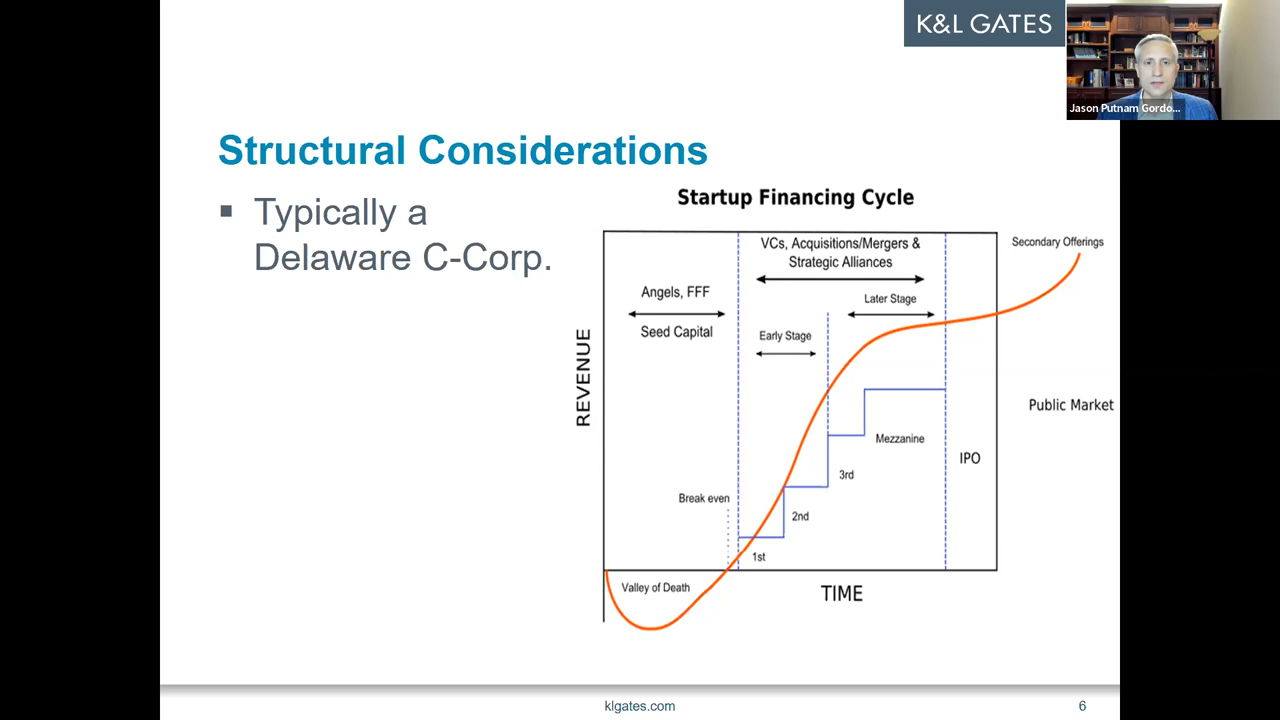 K&L GATES
Jason Putnam Gordo...
Structural Considerations
▪ Typically a
Delaware C-Corp.
Startup Financing Cycle
VCs, Acquisitions/Mergers &
Strategic Alliances
Secondary Offerings
Angels, FFF
Seed Capital
Later Stage
Early Stage
REVENUE
Public Market
Mezzanine
IPO
3rd
Break even
2nd
1st
Valley of Death
TIME
klgates.com
6